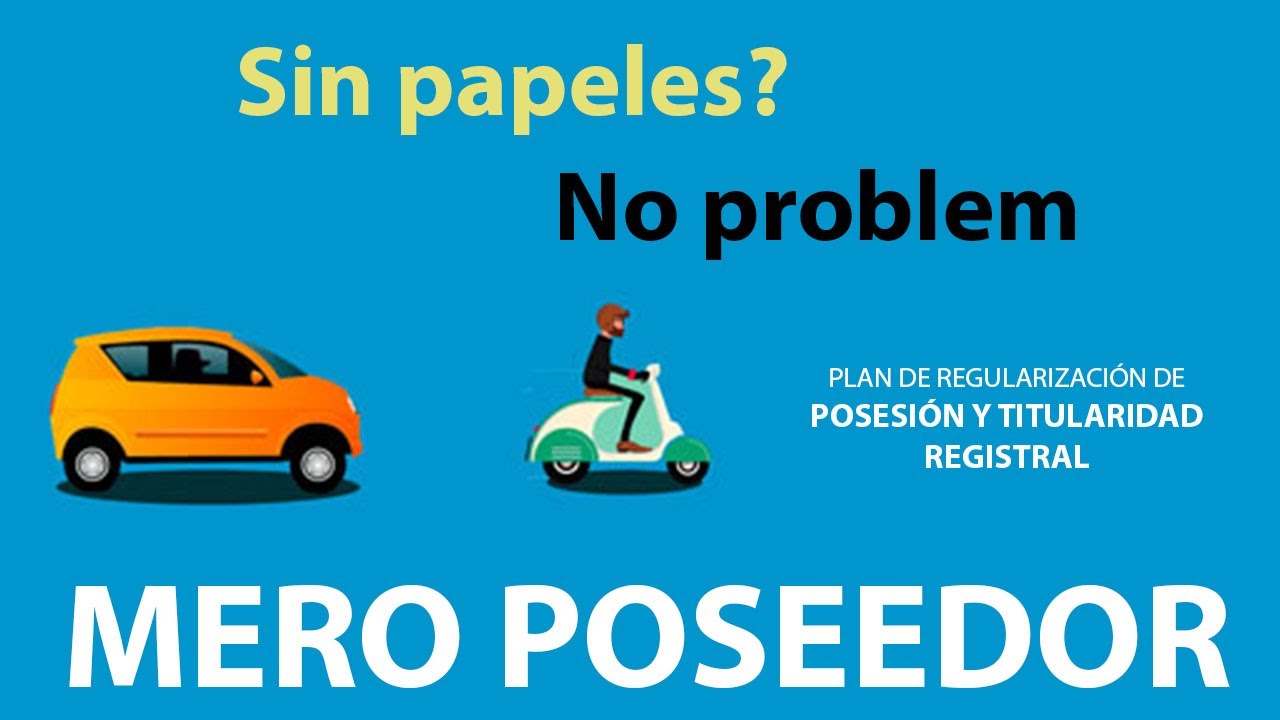 Sin papeles?
No problem
PLAN DE REGULARIZACIÓN DE
POSESIÓN Y TITULARIDAD
REGISTRAL
MERO POSEEDOR